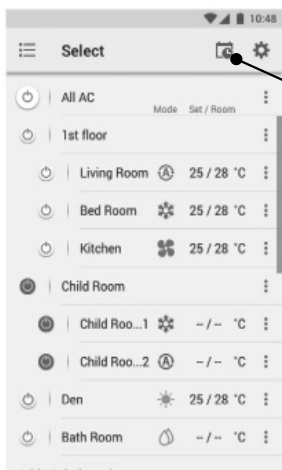 10:48
Select
All AC
Mode Set / Room
1st floor
Living Room 25 / 28 °C
Bed Room 25 / 28 °C
Kitchen 25 / 28 °C
Child Room
Child Roo...1 -- / -- °C
Child Roo...2 -- / -- °C
Den 25 / 28 °C
Bath Room -- / -- °C